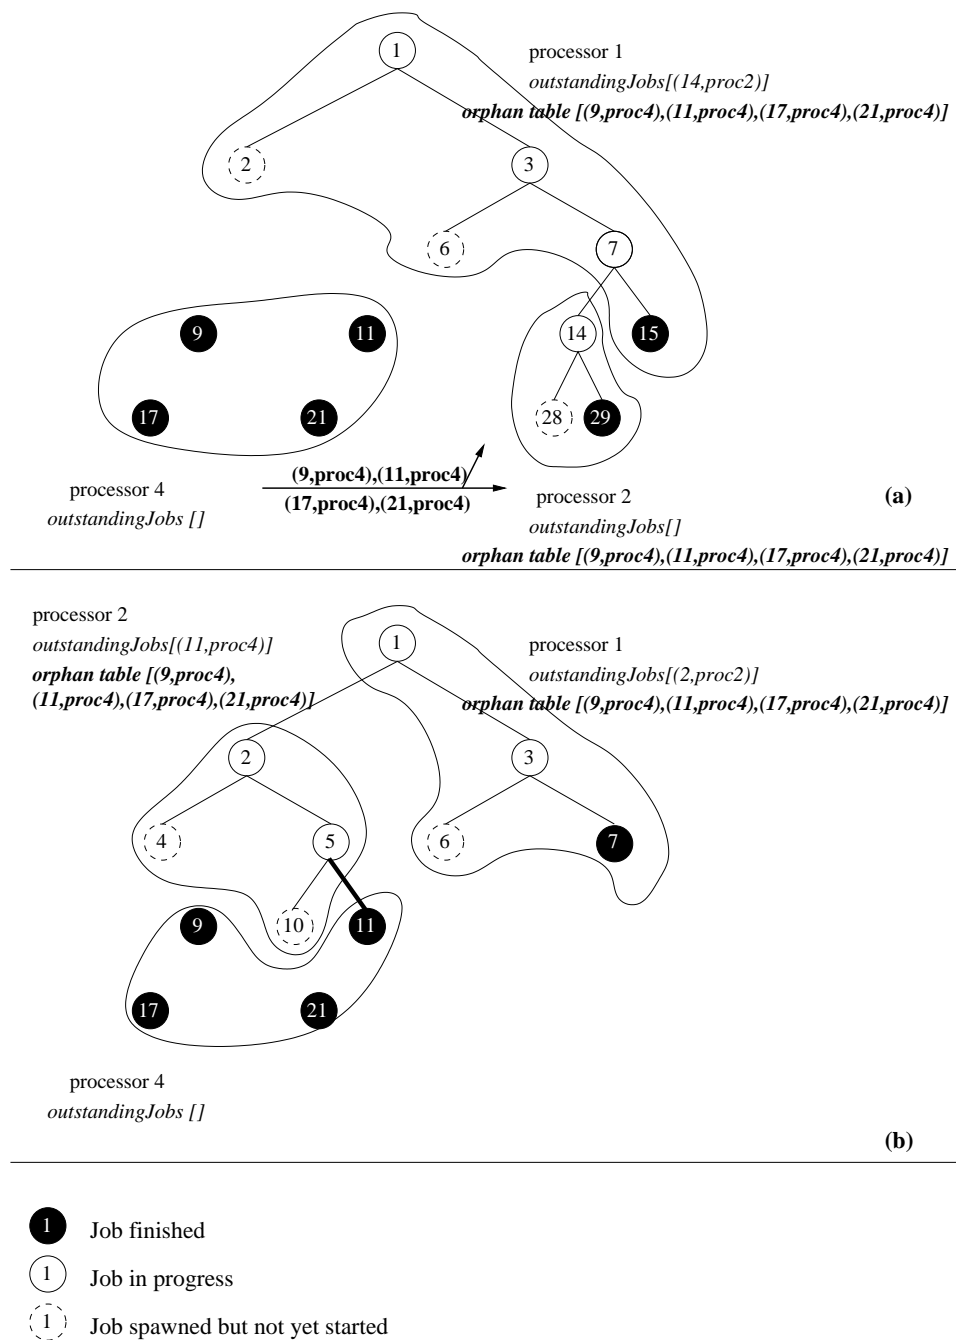 1
processor 1
outstandingJobs[(14,proc2)]
orphan table [(9,proc4),(11,proc4),(17,proc4),(21,proc4)]
2
3
6
7
9
11
14
15
17
21
28
29
(9,proc4),(11,proc4)
(17,proc4),(21,proc4)
processor 4
outstandingJobs []
processor 2
outstandingJobs[]
orphan table [(9,proc4),(11,proc4),(17,proc4),(21,proc4)]
(a)
processor 2
outstandingJobs[(11,proc4)]
orphan table [(9,proc4),
(11,proc4),(17,proc4),(21,proc4)]
1
processor 1
outstandingJobs[(2,proc2)]
orphan table [(9,proc4),(11,proc4),(17,proc4),(21,proc4)]
2
3
4
5
6
7
9
10
11
17
21
processor 4
outstandingJobs []
(b)
1 Job finished
1 Job in progress
1 Job spawned but not yet started